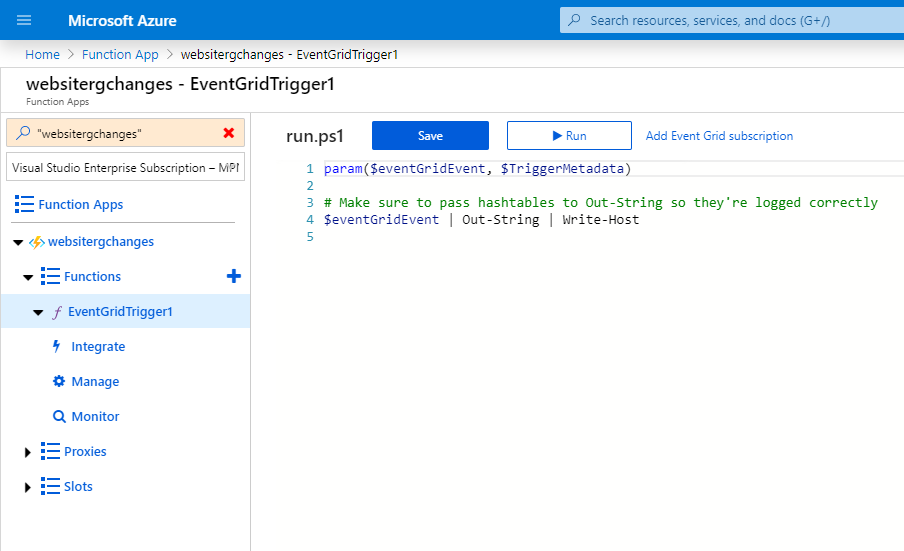 Microsoft Azure
Search resources, services, and docs (G+/)
Home > Function App > websitergchanges - EventGridTrigger1
websitergchanges - EventGridTrigger1
Function Apps
"websitergchanges"
Visual Studio Enterprise Subscription – MPN
Function Apps
websitergchanges
Functions
EventGridTrigger1
Integrate
Manage
Monitor
Proxies
Slots
run.ps1
Save
Run
Add Event Grid subscription
1 param($eventGridEvent, $TriggerMetadata)
2
3 # Make sure to pass hashtables to Out-String so they're logged correctly
4 $eventGridEvent | Out-String | Write-Host
5